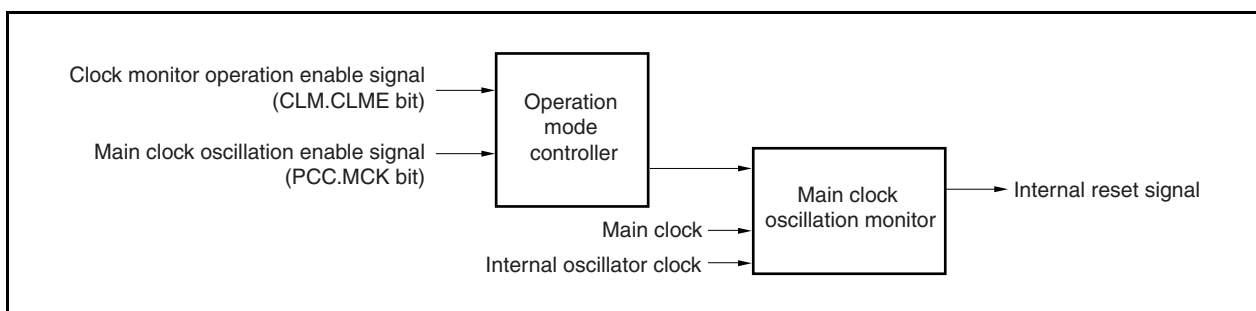 Clock monitor operation enable signal
(CLM.CLME bit)
Main clock oscillation enable signal
(PCC.MCK bit)
Operation
mode
controller
Main clock
Internal oscillator clock
Main clock
oscillation monitor
Internal reset signal